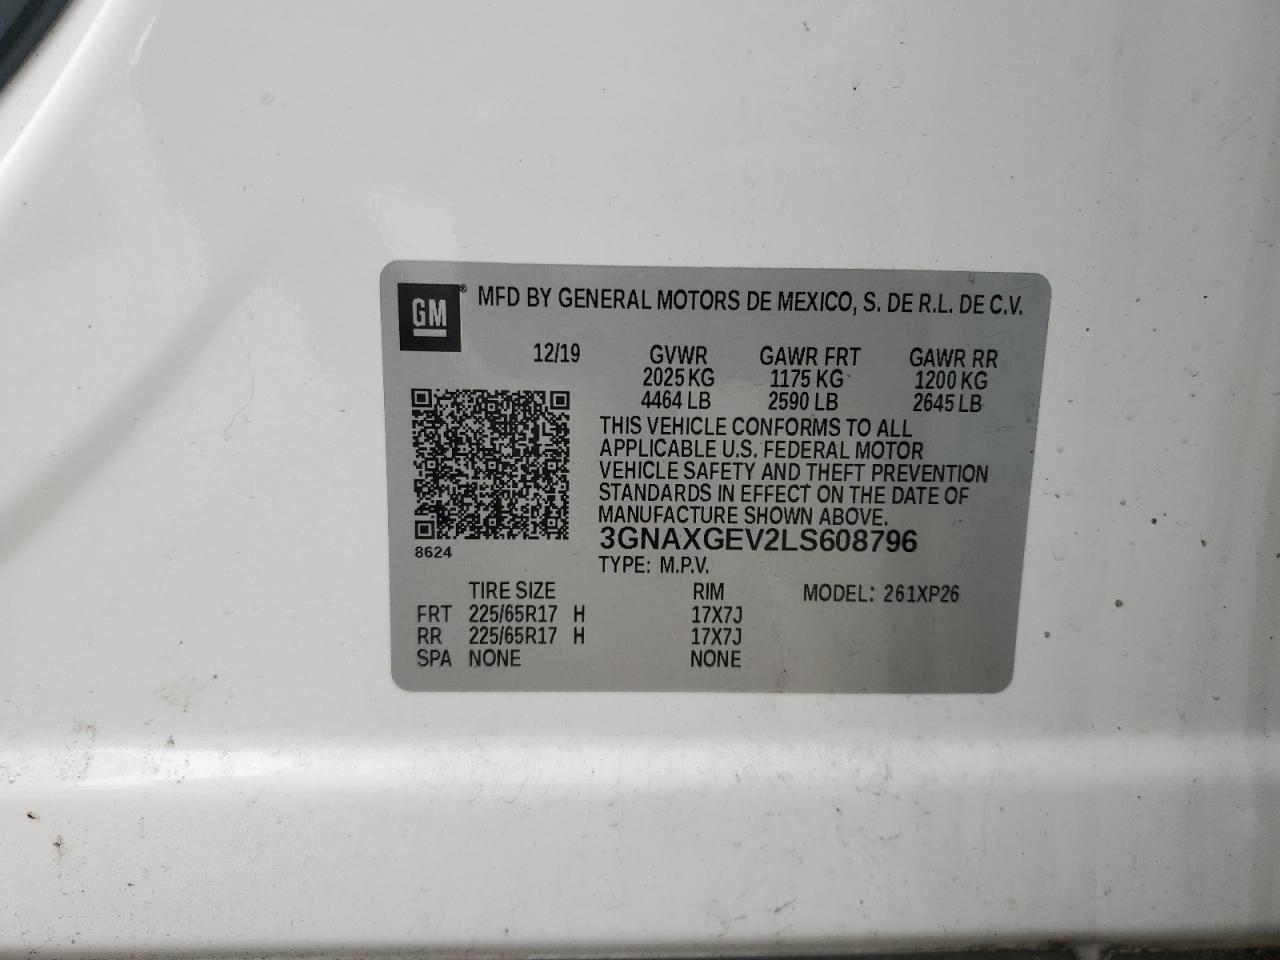 GM ® MFD BY GENERAL MOTORS DE MEXICO, S. DE R.L. DE C.V.
12/19 GVWR GAWR FRT GAWR RR
2025 KG 1175 KG 1200 KG
4464 LB 2590 LB 2645 LB
THIS VEHICLE CONFORMS TO ALL
APPLICABLE U.S. FEDERAL MOTOR
VEHICLE SAFETY AND THEFT PREVENTION
STANDARDS IN EFFECT ON THE DATE OF
MANUFACTURE SHOWN ABOVE.
3GNAXGEV2LS608796
8624
TYPE: M.P.V.
TIRE SIZE RIM MODEL: 261XP26
FRT 225/65R17 H 17X7J
RR 225/65R17 H 17X7J
SPA NONE NONE